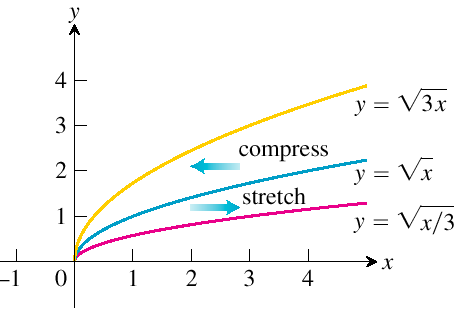 y
4
y = √3x
3
compress
2
y = √x
stretch
1
y = √x/3
x
–1 0 1 2 3 4